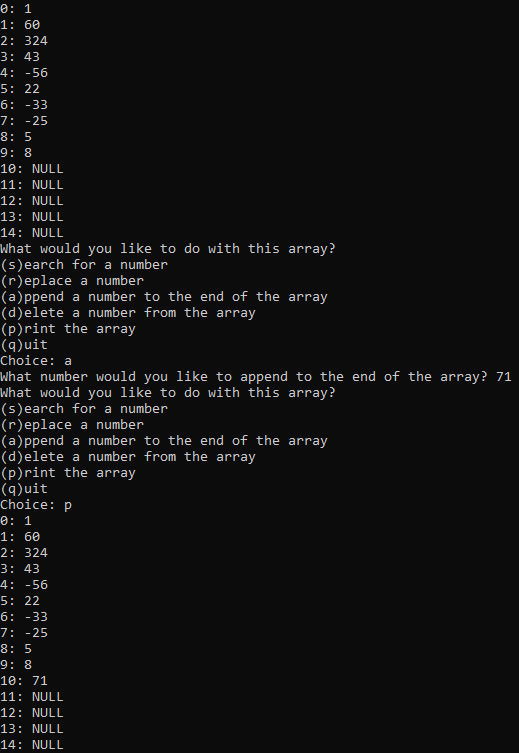 0: 1
1: 60
2: 324
3: 43
4: -56
5: 22
6: -33
7: -25
8: 5
9: 8
10: NULL
11: NULL
12: NULL
13: NULL
14: NULL
What would you like to do with this array?
(s)earch for a number
(r)eplace a number
(a)ppend a number to the end of the array
(d)elete a number from the array
(p)rint the array
(q)uit
Choice: a
What number would you like to append to the end of the array? 71
What would you like to do with this array?
(s)earch for a number
(r)eplace a number
(a)ppend a number to the end of the array
(d)elete a number from the array
(p)rint the array
(q)uit
Choice: p
0: 1
1: 60
2: 324
3: 43
4: -56
5: 22
6: -33
7: -25
8: 5
9: 8
10: 71
11: NULL
12: NULL
13: NULL
14: NULL